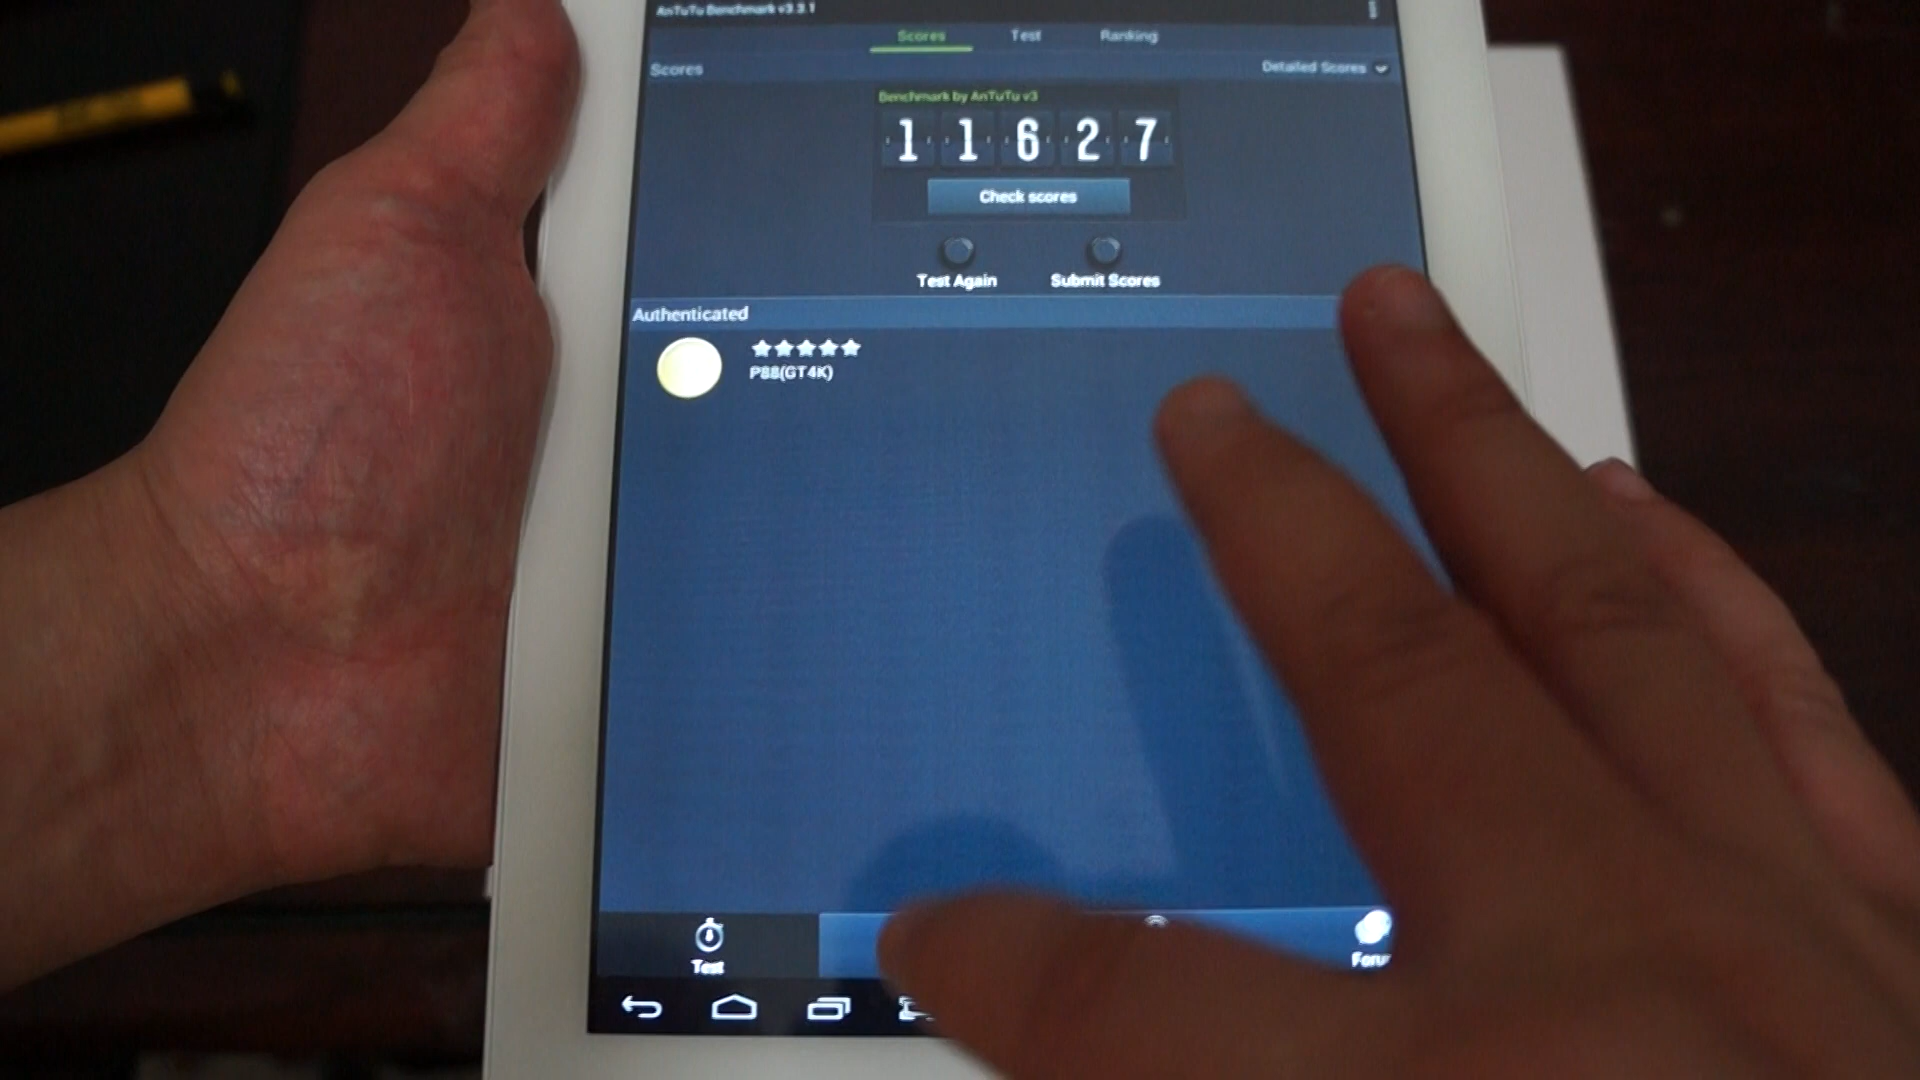 AnTuTu Benchmark v3.3.1
Scores Test Ranking
Scores Detailed Scores
Benchmark by AnTuTu v3
11627
Check scores
Test Again Submit Scores
Authenticated
P88(GT4K)
Test